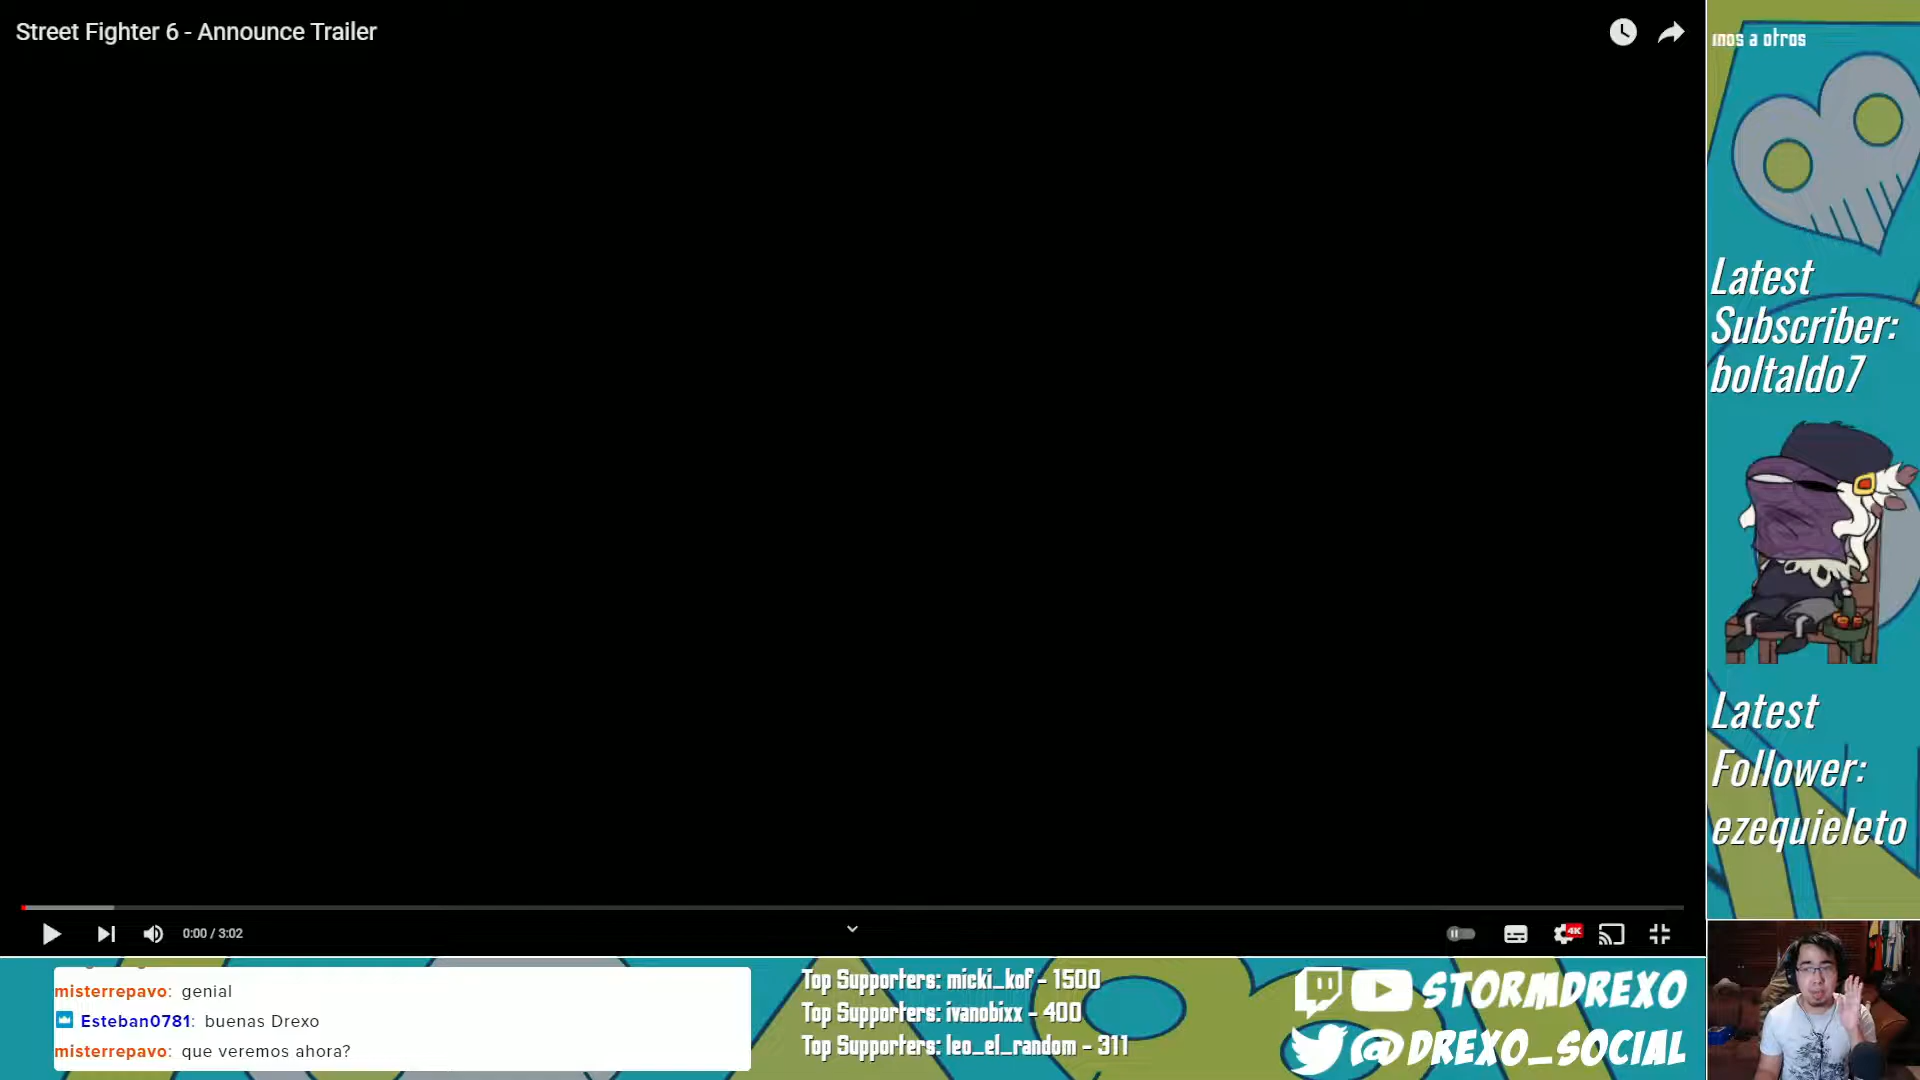 Street Fighter 6 - Announce Trailer
nos a otros
Latest
Subscriber:
boltaldo7
Latest
Follower:
ezequieleto
0:00 / 3:02
4K
misterrepavo: genial
Esteban0781: buenas Drexo
misterrepavo: que veremos ahora?
Top Supporters: micki_kof - 1500
Top Supporters: ivanobixx - 400
Top Supporters: leo_el_random - 311
STORMDREXO
@DREXO_SOCIAL